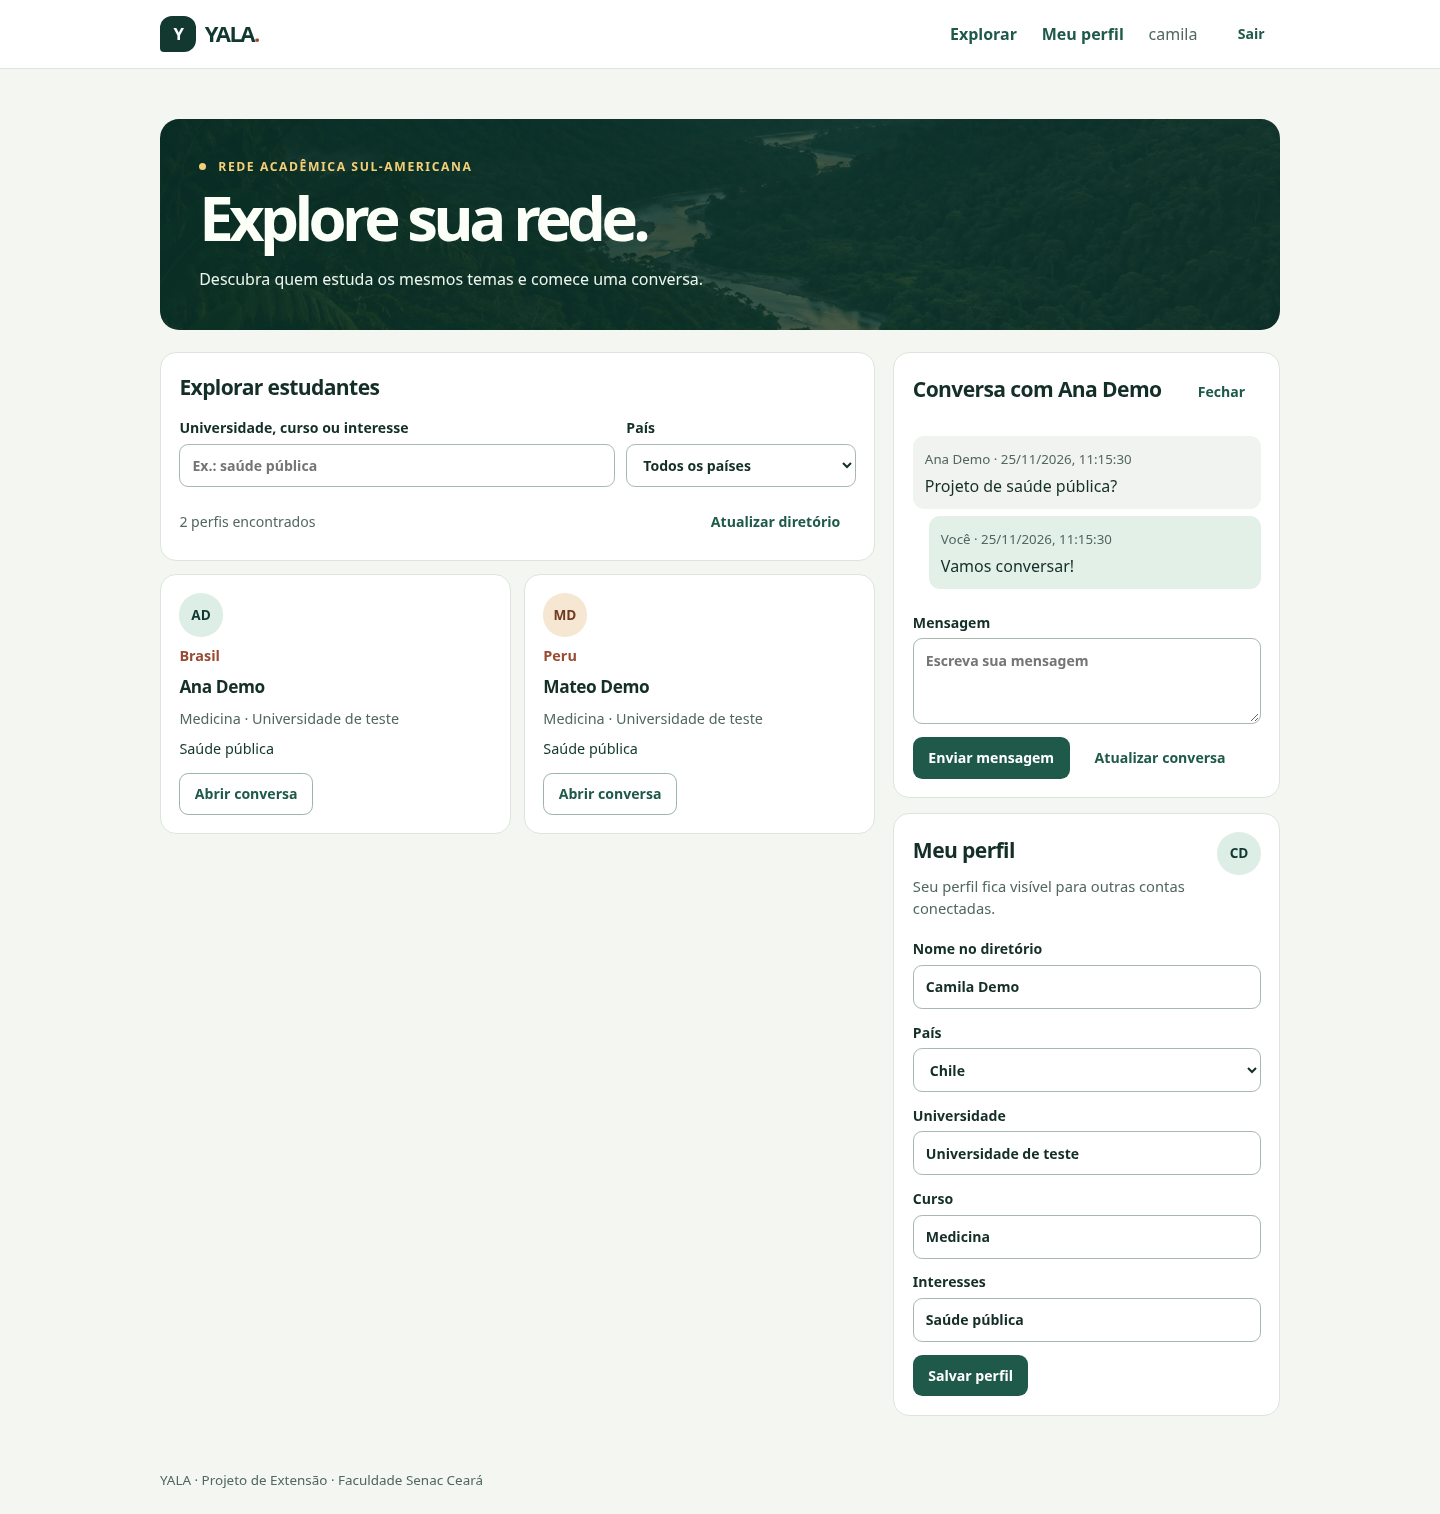 Y YALA.
Explorar Meu perfil camila Sair
REDE ACADÊMICA SUL-AMERICANA
Explore sua rede.
Descubra quem estuda os mesmos temas e comece uma conversa.
Explorar estudantes
Universidade, curso ou interesse
Ex.: saúde pública
País
Todos os países
2 perfis encontrados
Atualizar diretório
AD
Brasil
Ana Demo
Medicina · Universidade de teste
Saúde pública
Abrir conversa
MD
Peru
Mateo Demo
Medicina · Universidade de teste
Saúde pública
Abrir conversa
Conversa com Ana Demo
Fechar
Ana Demo · 25/11/2026, 11:15:30
Projeto de saúde pública?
Você · 25/11/2026, 11:15:30
Vamos conversar!
Mensagem
Escreva sua mensagem
Enviar mensagem
Atualizar conversa
Meu perfil
CD
Seu perfil fica visível para outras contas
conectadas.
Nome no diretório
Camila Demo
País
Chile
Universidade
Universidade de teste
Curso
Medicina
Interesses
Saúde pública
Salvar perfil
YALA · Projeto de Extensão · Faculdade Senac Ceará